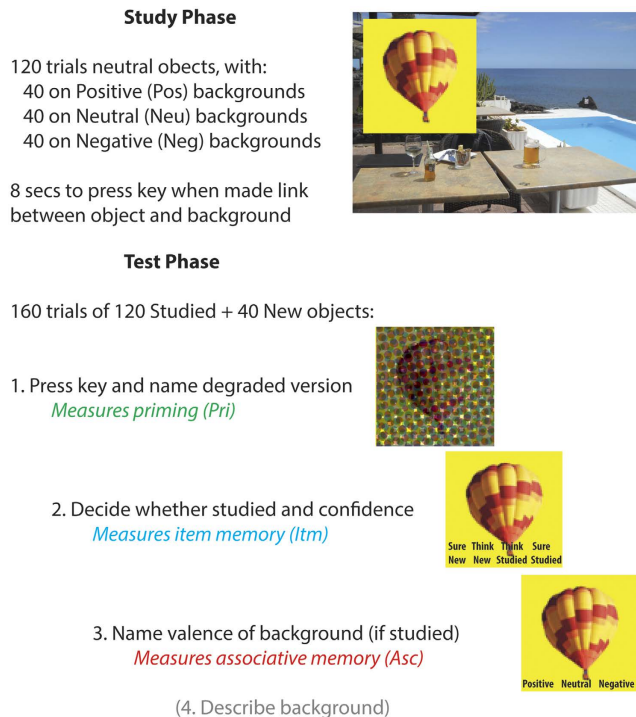 Study Phase
120 trials neutral obects, with:
40 on Positive (Pos) backgrounds
40 on Neutral (Neu) backgrounds
40 on Negative (Neg) backgrounds
8 secs to press key when made link
between object and background
Test Phase
160 trials of 120 Studied + 40 New objects:
1. Press key and name degraded version
Measures priming (Pri)
2. Decide whether studied and confidence
Measures item memory (Itm)
Sure Think Think Sure
New New Studied Studied
3. Name valence of background (if studied)
Measures associative memory (Asc)
Positive Neutral Negative
(4. Describe background)